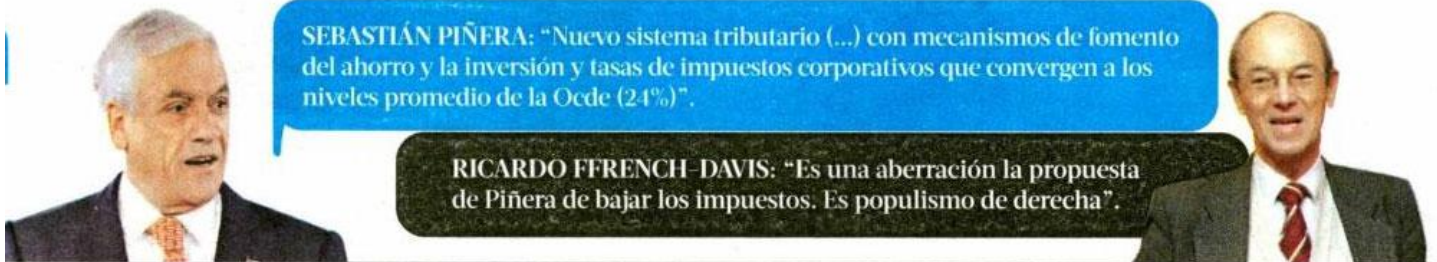 SEBASTIÁN PIÑERA: “Nuevo sistema tributario (...) con mecanismos de fomento
del ahorro y la inversión y tasas de impuestos corporativos que convergen a los
niveles promedio de la Ocde (24%)”.
RICARDO FFRENCH-DAVIS: “Es una aberración la propuesta
de Piñera de bajar los impuestos. Es populismo de derecha”.